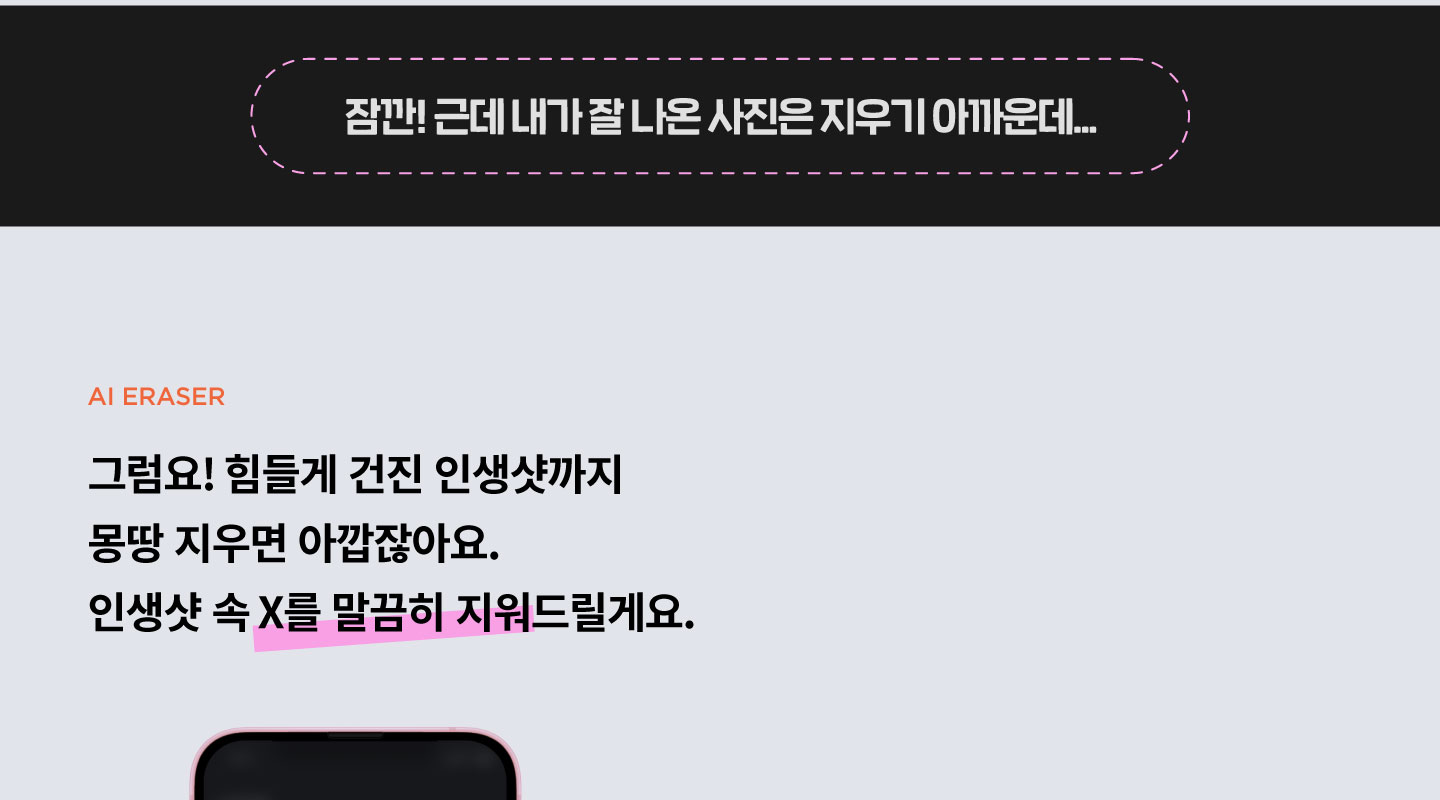 잠깐! 근데 내가 잘 나온 사진은 지우기 아까운데...
AI ERASER
그럼요! 힘들게 건진 인생샷까지
몽땅 지우면 아깝잖아요.
인생샷 속 X를 말끔히 지워드릴게요.